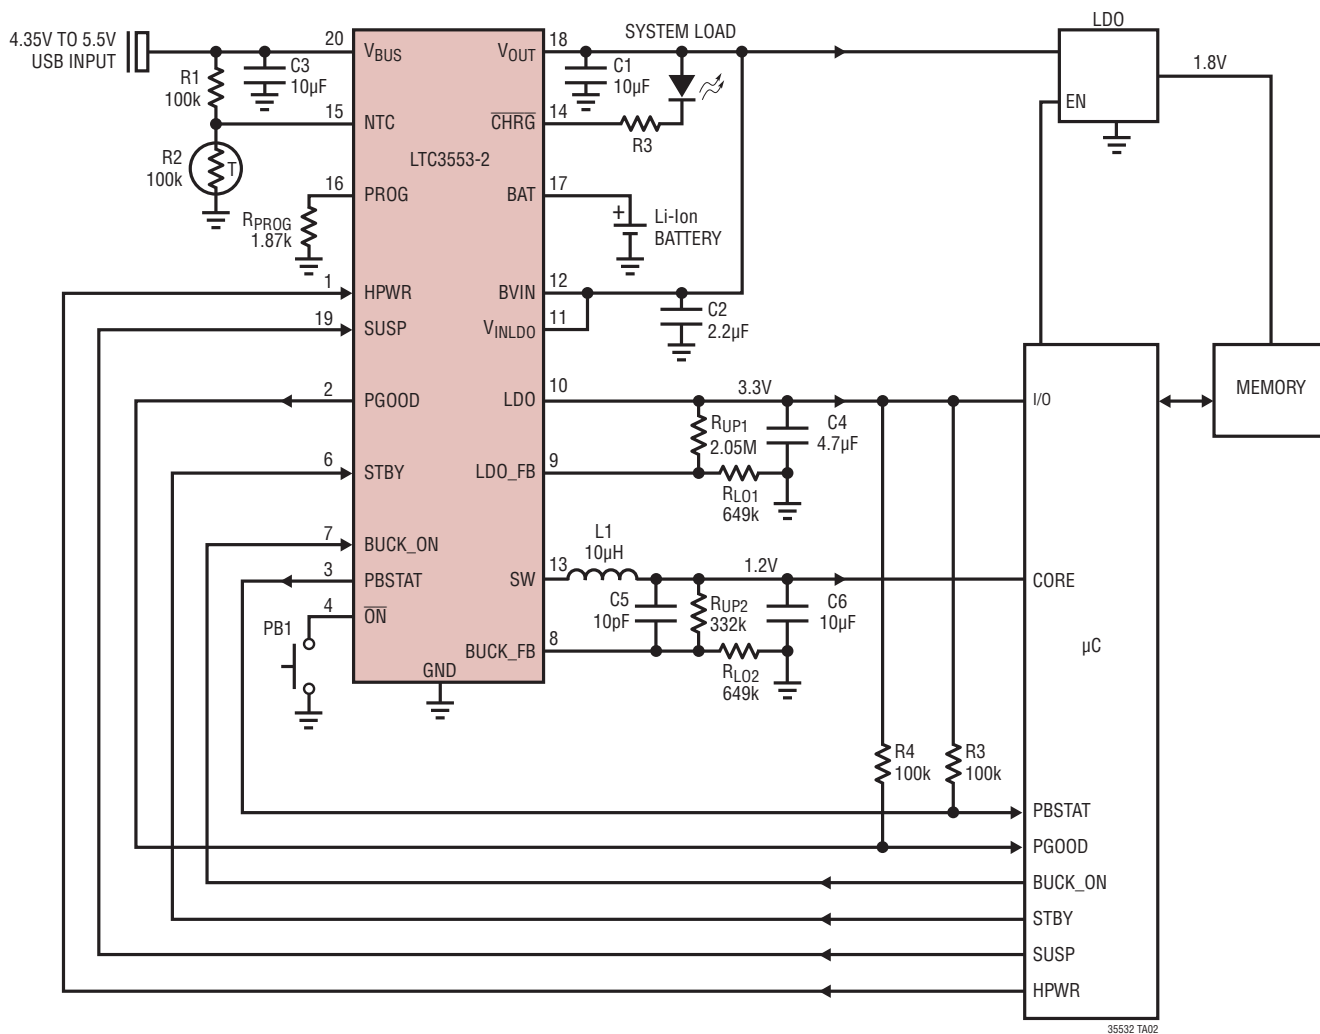 4.35V TO 5.5V
USB INPUT
R1
100k
C3
10µF
R2
100k
T
RPROG
1.87k
20
VBUS
15
NTC
LTC3553-2
16
PROG
1
HPWR
19
SUSP
2
PGOOD
6
STBY
7
BUCK_ON
3
PBSTAT
4
ON
PB1
GND
VOUT
18
CHRG
14
BAT
17
BVIN
12
VINLDO
11
LDO
10
LDO_FB
9
SW
13
BUCK_FB
8
SYSTEM LOAD
C1
10µF
R3
+
Li-Ion
BATTERY
C2
2.2µF
3.3V
RUP1
2.05M
C4
4.7µF
RLO1
649k
L1
10µH
1.2V
C5
10pF
RUP2
332k
C6
10µF
RLO2
649k
R4
100k
R3
100k
LDO
EN
1.8V
MEMORY
I/O
CORE
µC
PBSTAT
PGOOD
BUCK_ON
STBY
SUSP
HPWR
35532 TA02